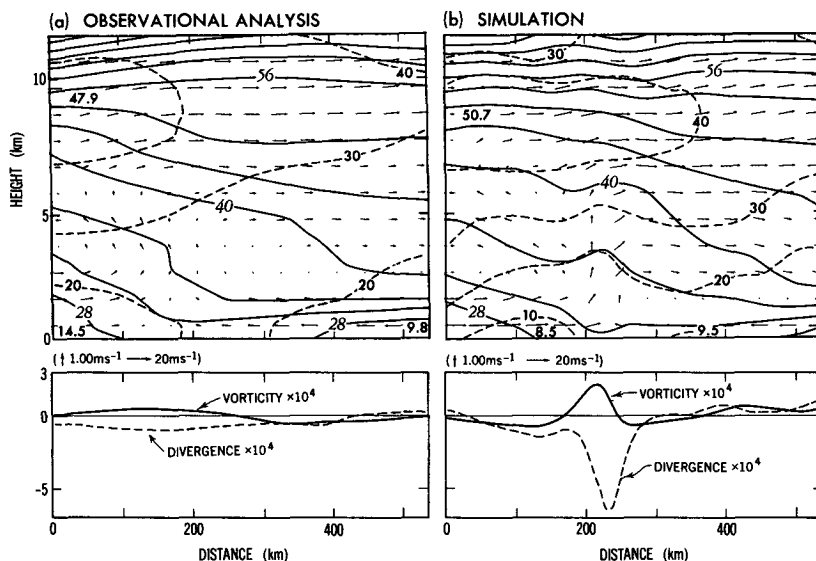 (a) OBSERVATIONAL ANALYSIS
(b) SIMULATION
HEIGHT (km)
10
5
0
56
40
47.9
30
40
20
20
28
14.5
28
9.8
30
56
40
50.7
40
30
20
28
10
8.5
9.5
(↑ 1.00ms⁻¹ → 20ms⁻¹)
(↑ 1.00ms⁻¹ → 20ms⁻¹)
3
0
-5
VORTICITY ×10⁴
DIVERGENCE ×10⁴
0 200 400
DISTANCE (km)
3
0
-5
VORTICITY ×10⁴
DIVERGENCE ×10⁴
0 200 400
DISTANCE (km)